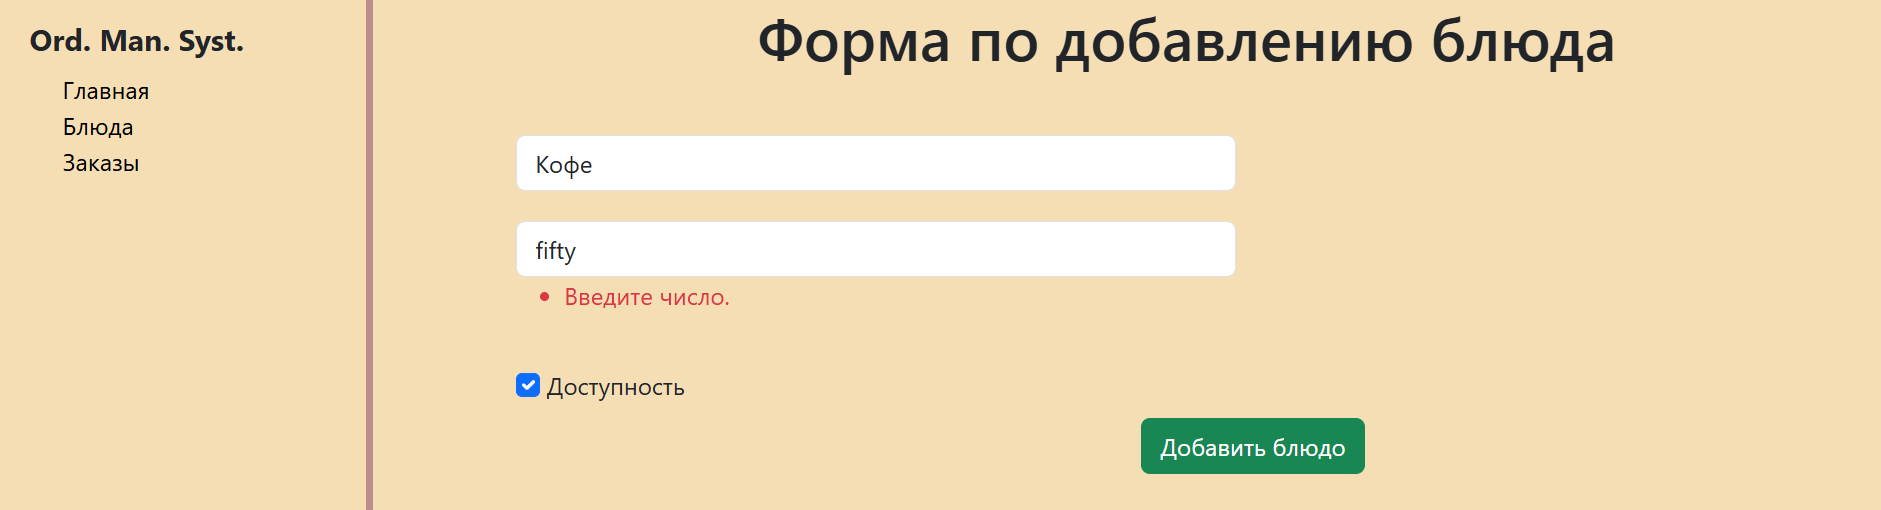 Ord. Man. Syst.
Главная
Блюда
Заказы
Форма по добавлению блюда
Кофе
fifty
Введите число.
Доступность
Добавить блюдо